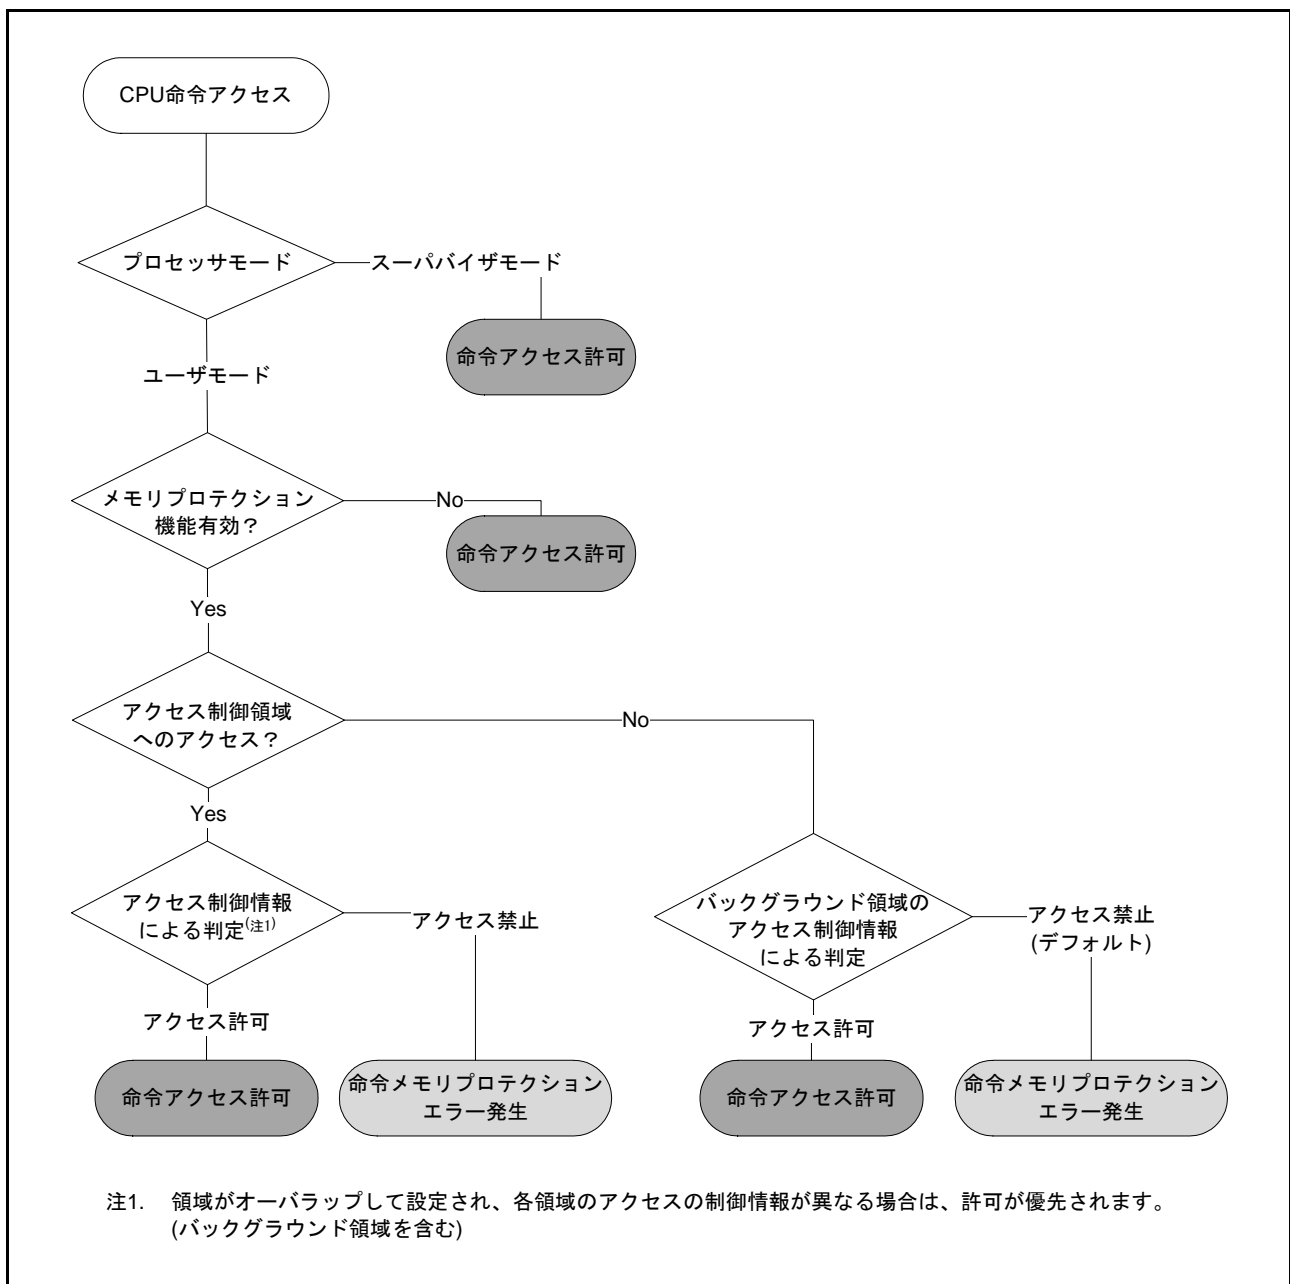 CPU命令アクセス
プロセッサモード
スーパバイザモード
命令アクセス許可
ユーザモード
メモリプロテクション
機能有効？
No
命令アクセス許可
Yes
アクセス制御領域
へのアクセス？
No
Yes
アクセス制御情報
による判定(注1)
アクセス禁止
バックグラウンド領域の
アクセス制御情報
による判定
アクセス禁止
(デフォルト)
アクセス許可
アクセス許可
命令アクセス許可
命令メモリプロテクション
エラー発生
命令アクセス許可
命令メモリプロテクション
エラー発生
注1. 領域がオーバラップして設定され、各領域のアクセスの制御情報が異なる場合は、許可が優先されます。
(バックグラウンド領域を含む)